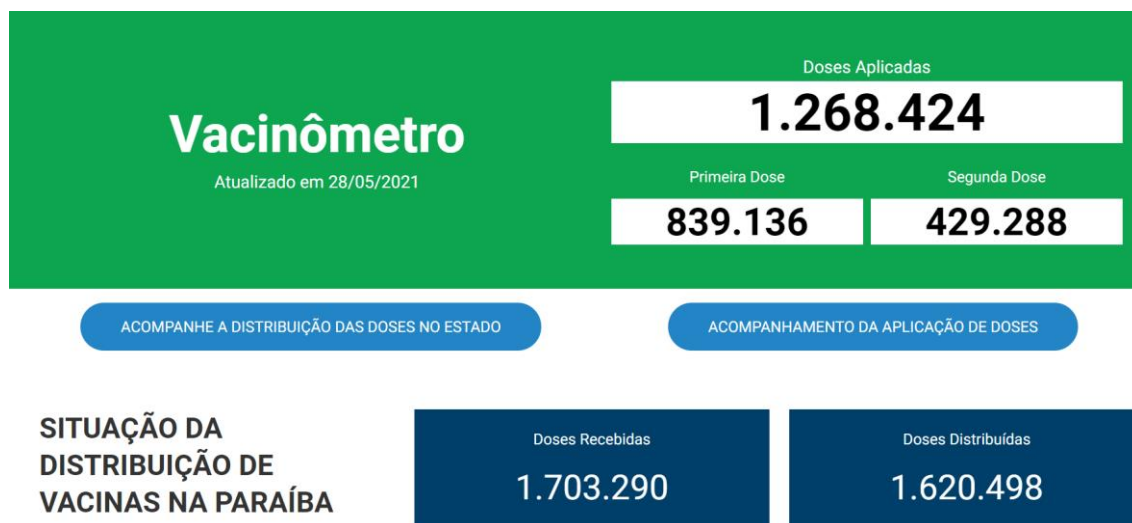 Vacinômetro
Atualizado em 28/05/2021
Doses Aplicadas
1.268.424
Primeira Dose
839.136
Segunda Dose
429.288
ACOMPANHE A DISTRIBUIÇÃO DAS DOSES NO ESTADO
ACOMPANHAMENTO DA APLICAÇÃO DE DOSES
SITUAÇÃO DA
DISTRIBUIÇÃO DE
VACINAS NA PARAÍBA
Doses Recebidas
1.703.290
Doses Distribuídas
1.620.498